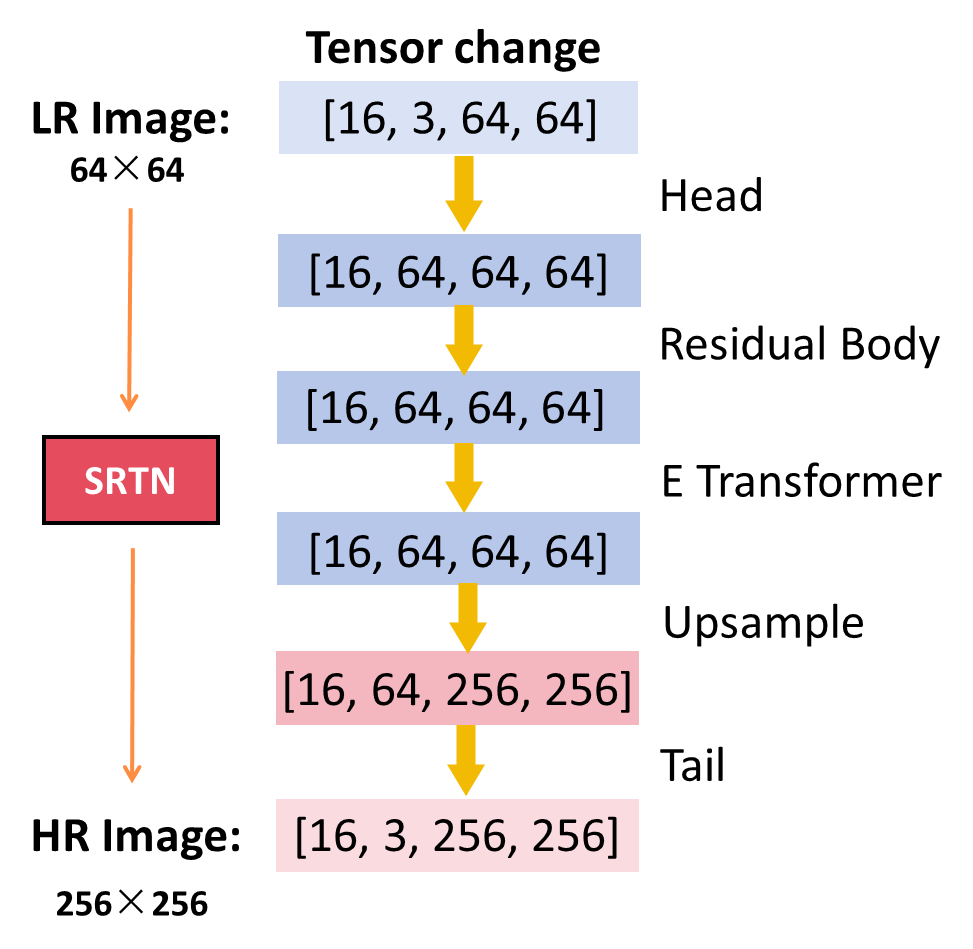 Tensor change
LR Image:
64×64
[16, 3, 64, 64]
Head
[16, 64, 64, 64]
Residual Body
[16, 64, 64, 64]
SRTN
E Transformer
[16, 64, 64, 64]
Upsample
[16, 64, 256, 256]
Tail
HR Image:
256×256
[16, 3, 256, 256]